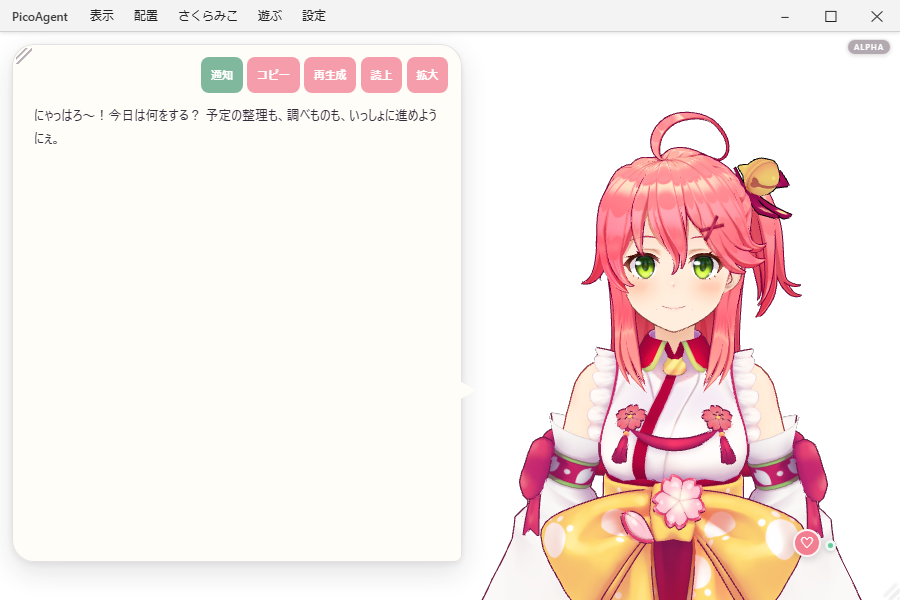 PicoAgent 表示 配置 さくらみこ 遊ぶ 設定
ALPHA
通知 コピー 再生成 読上 拡大
にゃっはろ～！今日は何をする？ 予定の整理も、調べものも、いっしょに進めよう
にぇ。